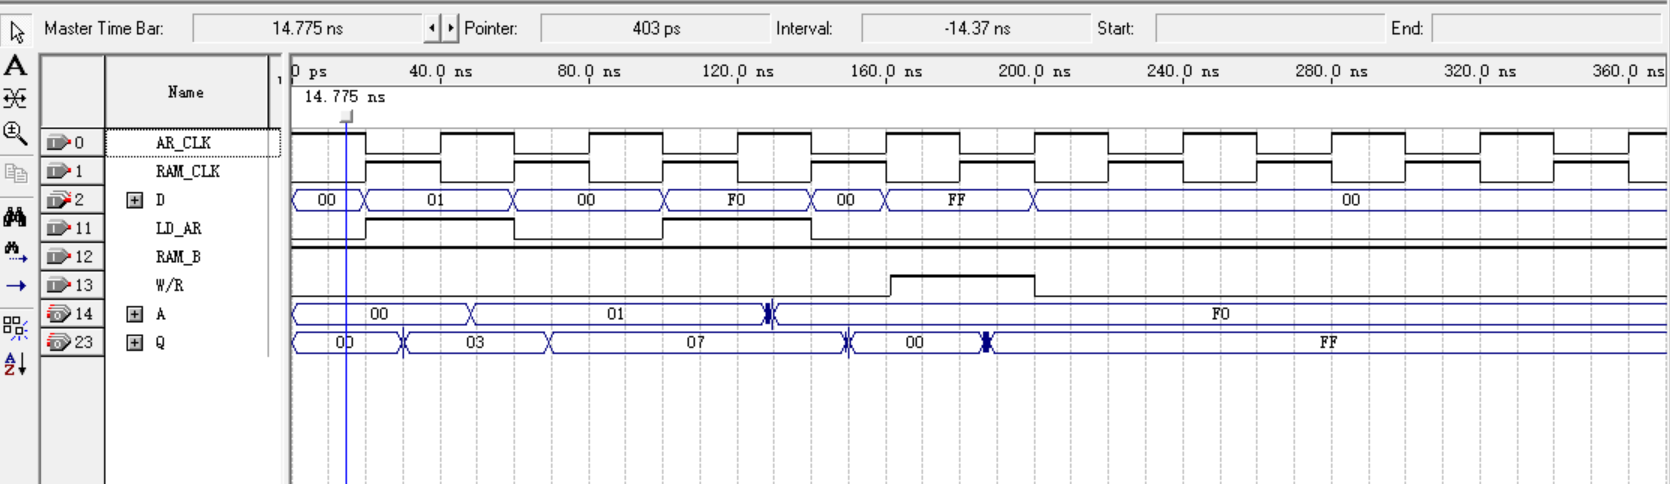 Master Time Bar: 14.775 ns Pointer: 403 ps Interval: -14.37 ns Start: End:
A
Name
0 ps 40.0 ns 80.0 ns 120.0 ns 160.0 ns 200.0 ns 240.0 ns 280.0 ns 320.0 ns 360.0 ns
14.775 ns
0 AR_CLK
1 RAM_CLK
2 D 00 01 00 F0 00 FF 00
11 LD_AR
12 RAM_B
13 W/R
14 A 00 01 F0
23 Q 00 03 07 00 FF
A
Z